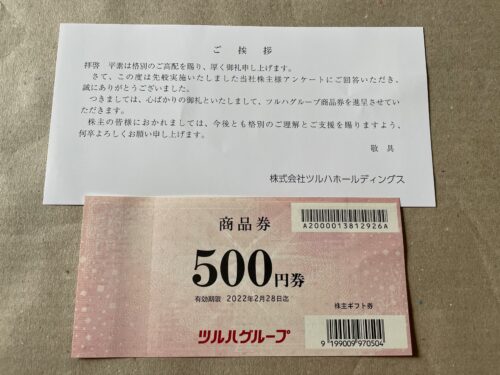 ご挨拶
拝啓　平素は格別のご高配を賜り、厚く御礼申し上げます。
さて、この度は先般実施いたしました当社株主様アンケートにご回答いただき、
誠にありがとうございました。
つきましては、心ばかりの御礼といたしまして、ツルハグループ商品券を進呈させてい
ただきます。
株主の皆様におかれましては、今後とも格別のご理解とご支援を賜りますよう、
何卒よろしくお願い申し上げます。
敬具
株式会社ツルハホールディングス
商品券
A2000013812926A
500円券
有効期限 2022年2月28日迄
株主ギフト券
ツルハグループ
9 199009 970504